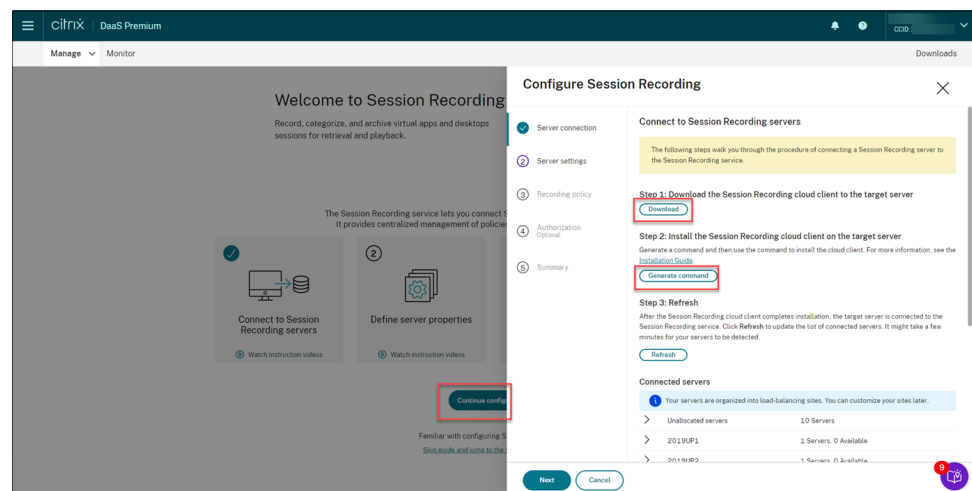 citrix DaaS Premium
CCID:
Manage Monitor
Downloads
Welcome to Session Recording
Record, categorize, and archive virtual apps and desktops
sessions for retrieval and playback.
The Session Recording service lets you connect S
It provides centralized management of policie
2
Connect to Session
Recording servers
Define server properties
Watch instruction videos
Watch instruction videos
Continue config
Familiar with configuring S
Skip guide and jump to the
Configure Session Recording
Server connection
2 Server settings
3 Recording policy
4 Authorization
Optional
5 Summary
Connect to Session Recording servers
The following steps walk you through the procedure of connecting a Session Recording server to
the Session Recording service.
Step 1: Download the Session Recording cloud client to the target server
Download
Step 2: Install the Session Recording cloud client on the target server
Generate a command and then use the command to install the cloud client. For more information, see the
Installation Guide.
Generate command
Step 3: Refresh
After the Session Recording cloud client completes installation, the target server is connected to the
Session Recording service. Click Refresh to update the list of connected servers. It might take a few
minutes for your servers to be detected.
Refresh
Connected servers
Your servers are organized into load-balancing sites. You can customize your sites later.
Unallocated servers 10 Servers
2019UP1 1 Servers, 0 Available
2019UP2 1 Servers, 0 Available
Next Cancel
9